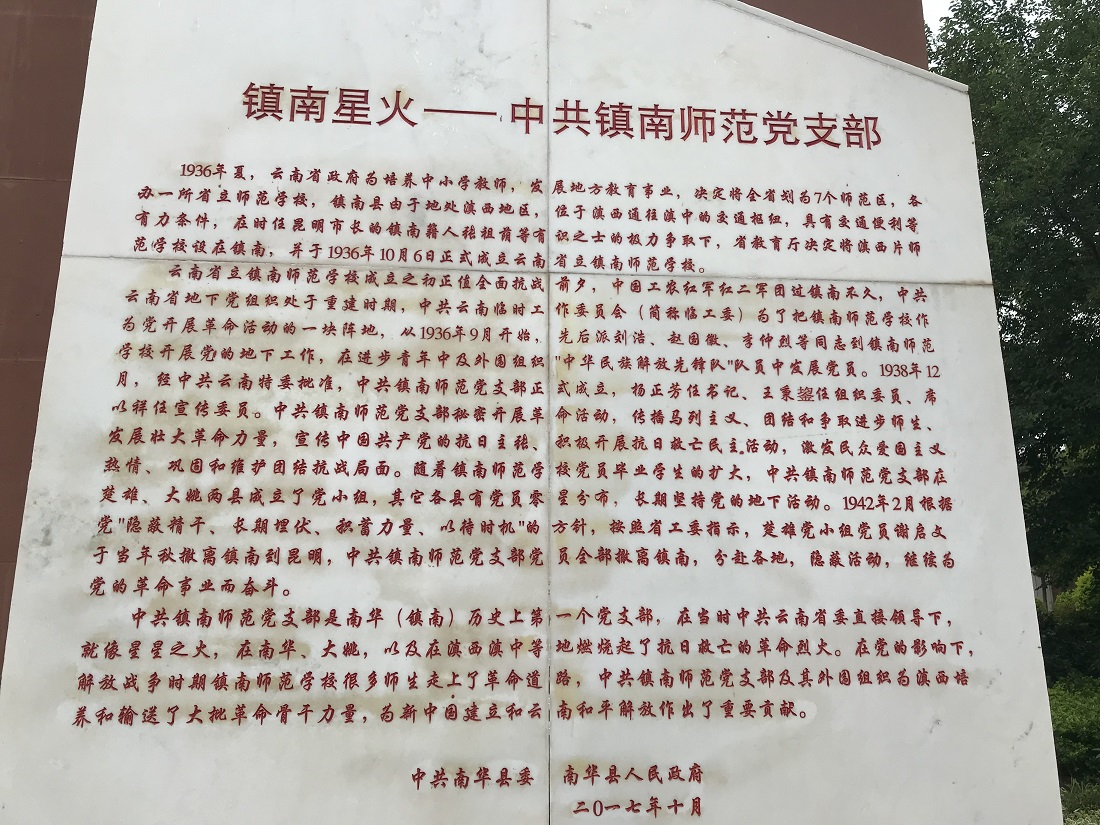 镇南星火——中共镇南师范党支部
1936年夏，云南省政府为培养中小学教师，发展地方教育事业，决定将全省划为7个师范区，各
办一所省立师范学校，镇南县由于地处滇西地区，位于滇西通往滇中的交通枢纽，具有交通便利等
有力条件，在时任昆明市长的镇南籍人张祖荫等有识之士的极力争取下，省教育厅决定将滇西片师
范学校设在镇南，并于1936年10月6日正式成立云南省立镇南师范学校。
云南省立镇南师范学校成立之初正值全面抗战前夕，中国工农红军红二军团过镇南不久，中共
云南省地下党组织处于重建时期，中共云南临时工作委员会（简称临工委）为了把镇南师范学校作
为党开展革命活动的一块阵地，从1936年9月开始，先后派刘浩、赵国徽、李仲烈等同志到镇南师范
学校开展党的地下工作，在进步青年中及外围组织"中华民族解放先锋队"队员中发展党员。1938年12
月，经中共云南特委批准，中共镇南师范党支部正式成立，杨正芳任书记、王秉鋆任组织委员、席
以祥任宣传委员。中共镇南师范党支部秘密开展革命活动，传播马列主义、团结和争取进步师生、
发展壮大革命力量，宣传中国共产党的抗日主张、积极开展抗日救亡民主活动，激发民众爱国主义
热情、巩固和维护团结抗战局面。随着镇南师范学校党员毕业学生的扩大，中共镇南师范党支部在
楚雄、大姚两县成立了党小组，其它各县有党员零星分布，长期坚持党的地下活动。1942年2月根据
党"隐蔽精干、长期埋伏、积蓄力量、以待时机"的方针，按照省工委指示，楚雄党小组党员谢启文
于当年秋撤离镇南到昆明，中共镇南师范党支部党员全部撤离镇南，分赴各地，隐蔽活动，继续为
党的革命事业而奋斗。
中共镇南师范党支部是南华（镇南）历史上第一个党支部，在当时中共云南省委直接领导下，
就像星星之火，在南华、大姚，以及在滇西滇中等地燃烧起了抗日救亡的革命烈火。在党的影响下，
解放战争时期镇南师范学校很多师生走上了革命道路，中共镇南师范党支部及其外围组织为滇西培
养和输送了大批革命骨干力量，为新中国建立和云南和平解放作出了重要贡献。
中共南华县委 南华县人民政府
二〇一七年十月